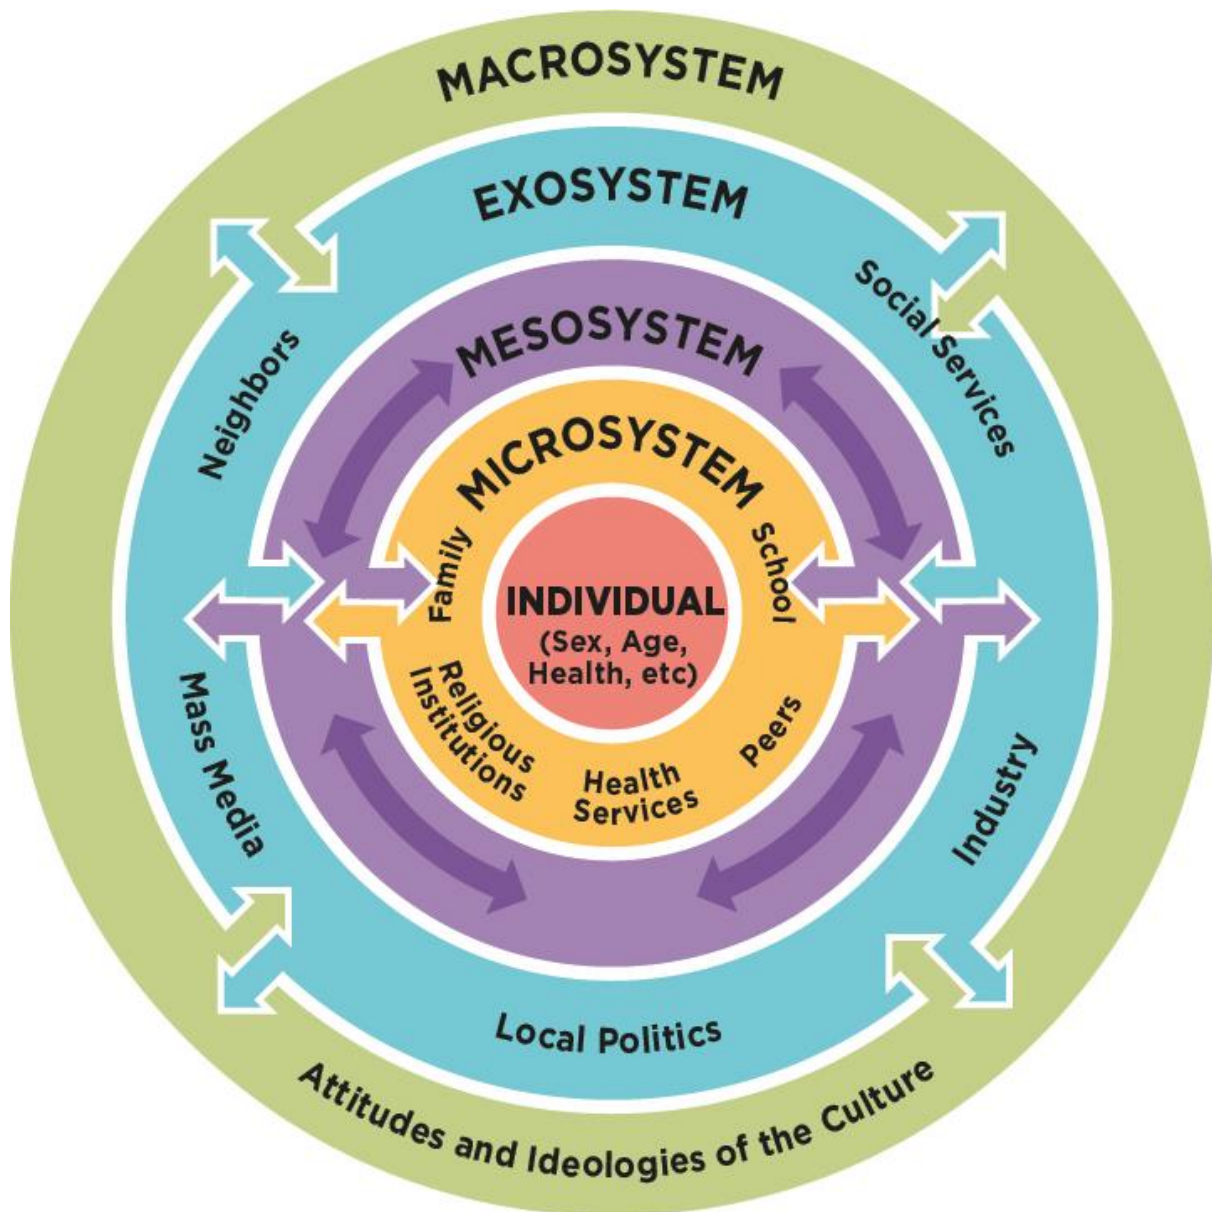 MACROSYSTEM
EXOSYSTEM
Social Services
Neighbors
MESOSYSTEM
MICROSYSTEM
Family
School
INDIVIDUAL
(Sex, Age,
Health, etc)
Religious
Institutions
Health
Services
Peers
Mass Media
Industry
Local Politics
Attitudes and Ideologies of the Culture